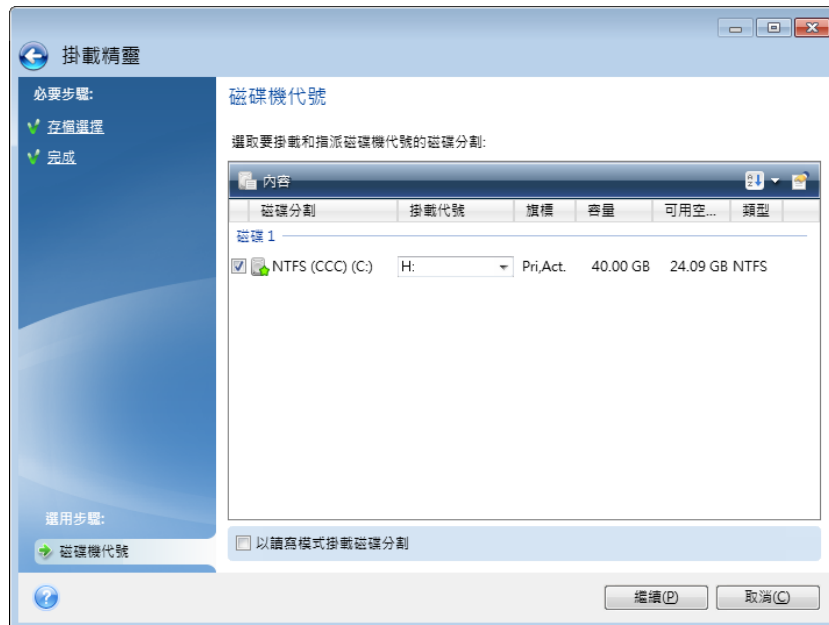 掛載精靈
必要步驟:
存檔選擇
完成
選用步驟:
磁碟機代號
磁碟機代號
選取要掛載和指派磁碟機代號的磁碟分割:
內容
磁碟分割 掛載代號 旗標 容量 可用空... 類型
磁碟 1
NTFS (CCC) (C:) H: Pri,Act. 40.00 GB 24.09 GB NTFS
以讀寫模式掛載磁碟分割
繼續(P) 取消(C)